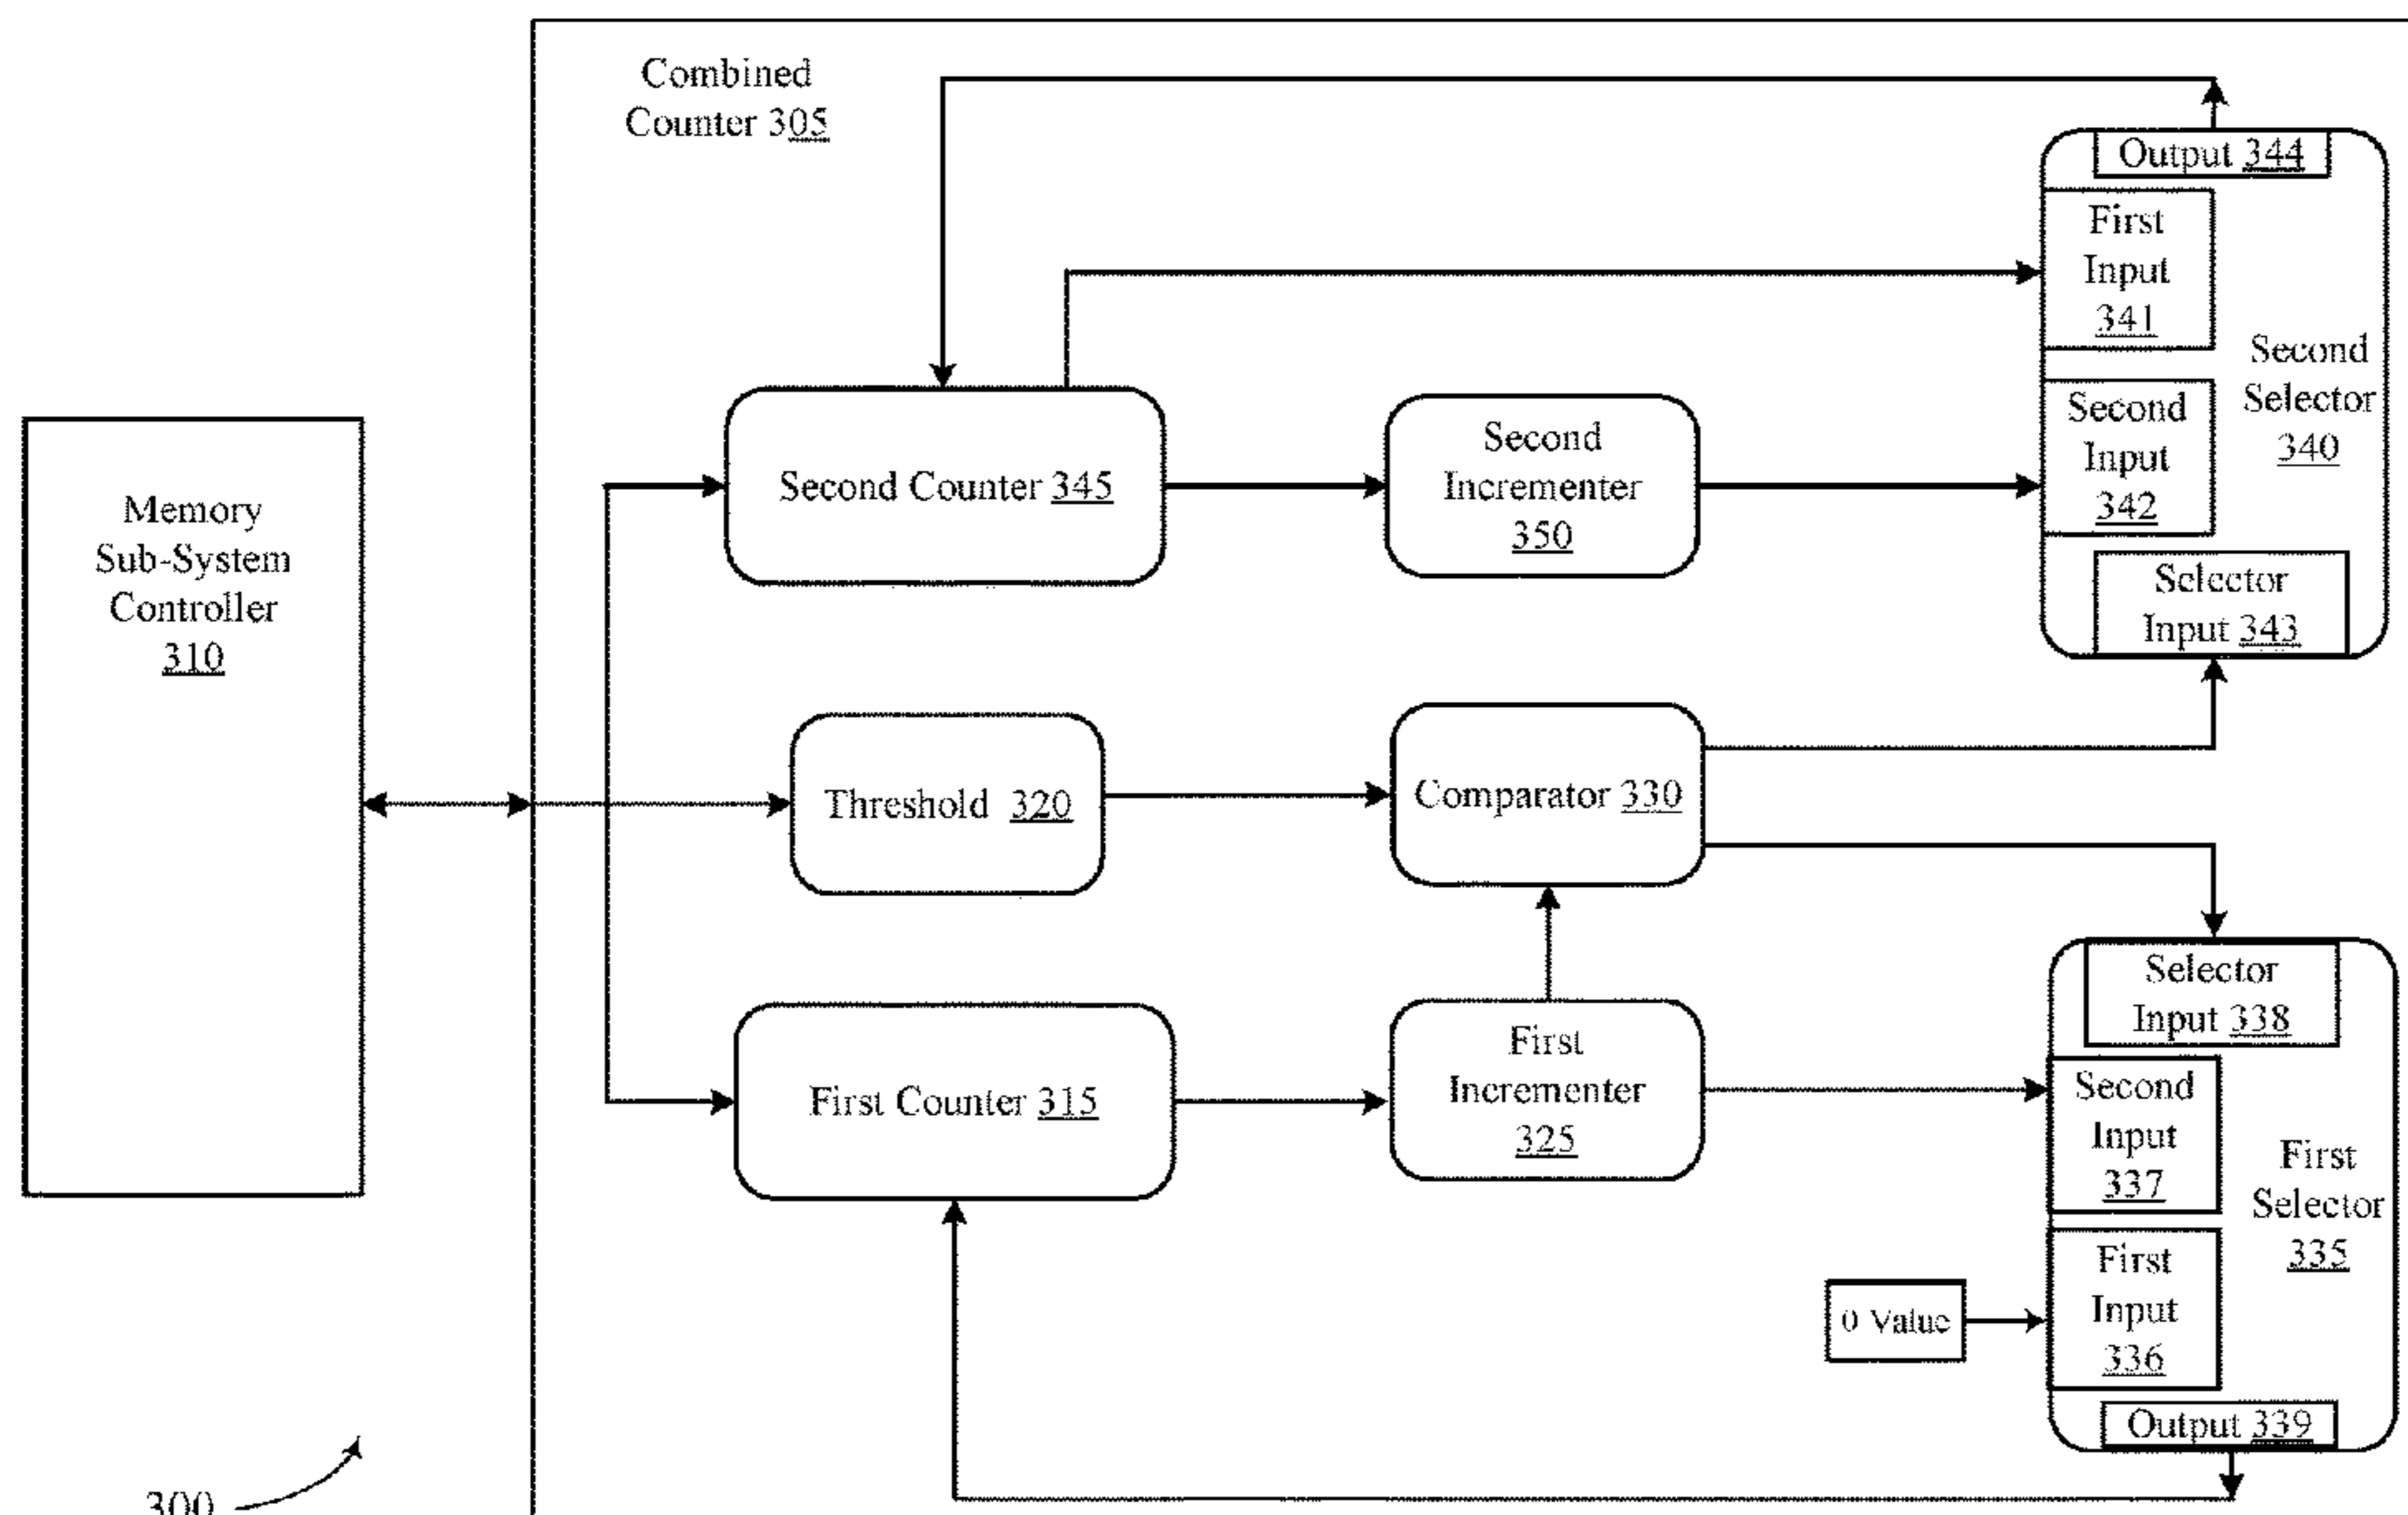 Combined
Counter 305
Output 344
First
Input
341
Second
Selector
340
Second
Input
342
Selector
Input 343
Second Counter 345
Second
Incrementer
350
Memory
Sub-System
Controller
310
Threshold 320
Comparator 330
First Counter 315
First
Incrementer
325
Selector
Input 338
Second
Input
337
First
Selector
335
First
Input
336
0 Value
Output 339
300